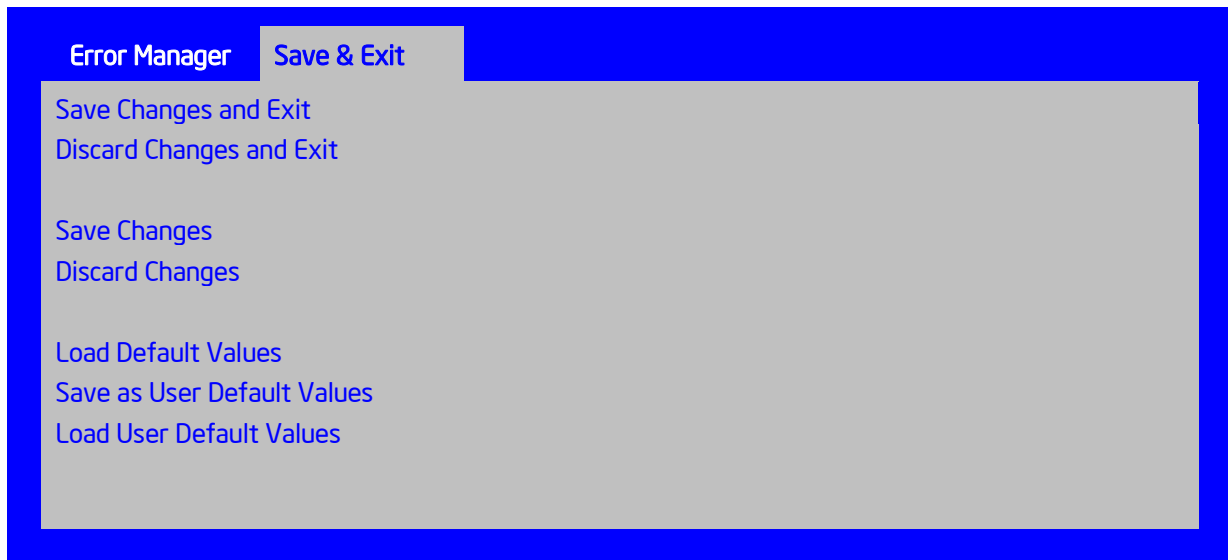 Error Manager Save & Exit
Save Changes and Exit
Discard Changes and Exit
Save Changes
Discard Changes
Load Default Values
Save as User Default Values
Load User Default Values